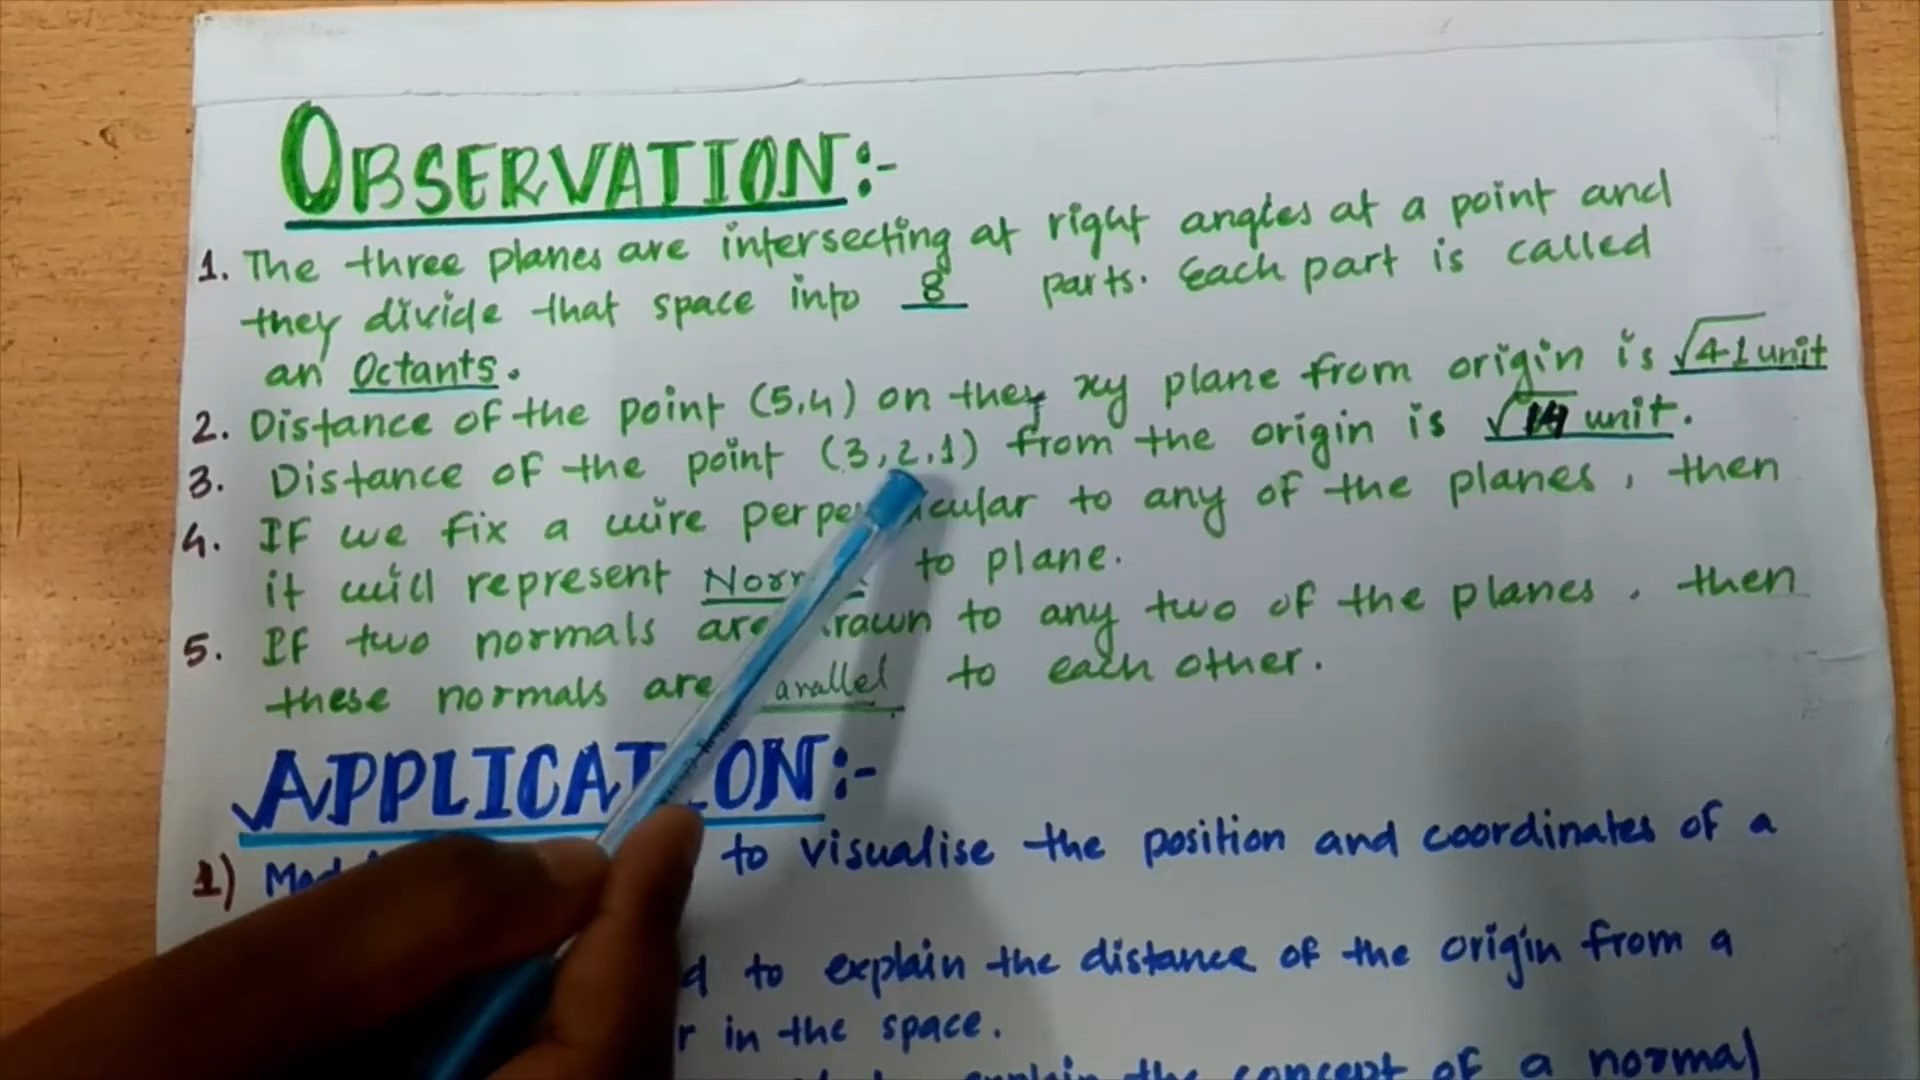 OBSERVATION:-
1. The three planes are intersecting at right angles at a point and
they divide that space into 8 parts. Each part is called
an Octants.
2. Distance of the point (5,4) on they xy plane from origin is √41 unit
3. Distance of the point (3,2,1) from the origin is √14 unit.
4. If we fix a wire to any of the planes, then
it will represent to plane.
5. If two normals are to any two of the planes, then
these normals are to each other.
APPLICATION:-
1) to visualise the position and coordinates of a
to explain the distance of the origin from a
in the space.
explain the concept of a normal